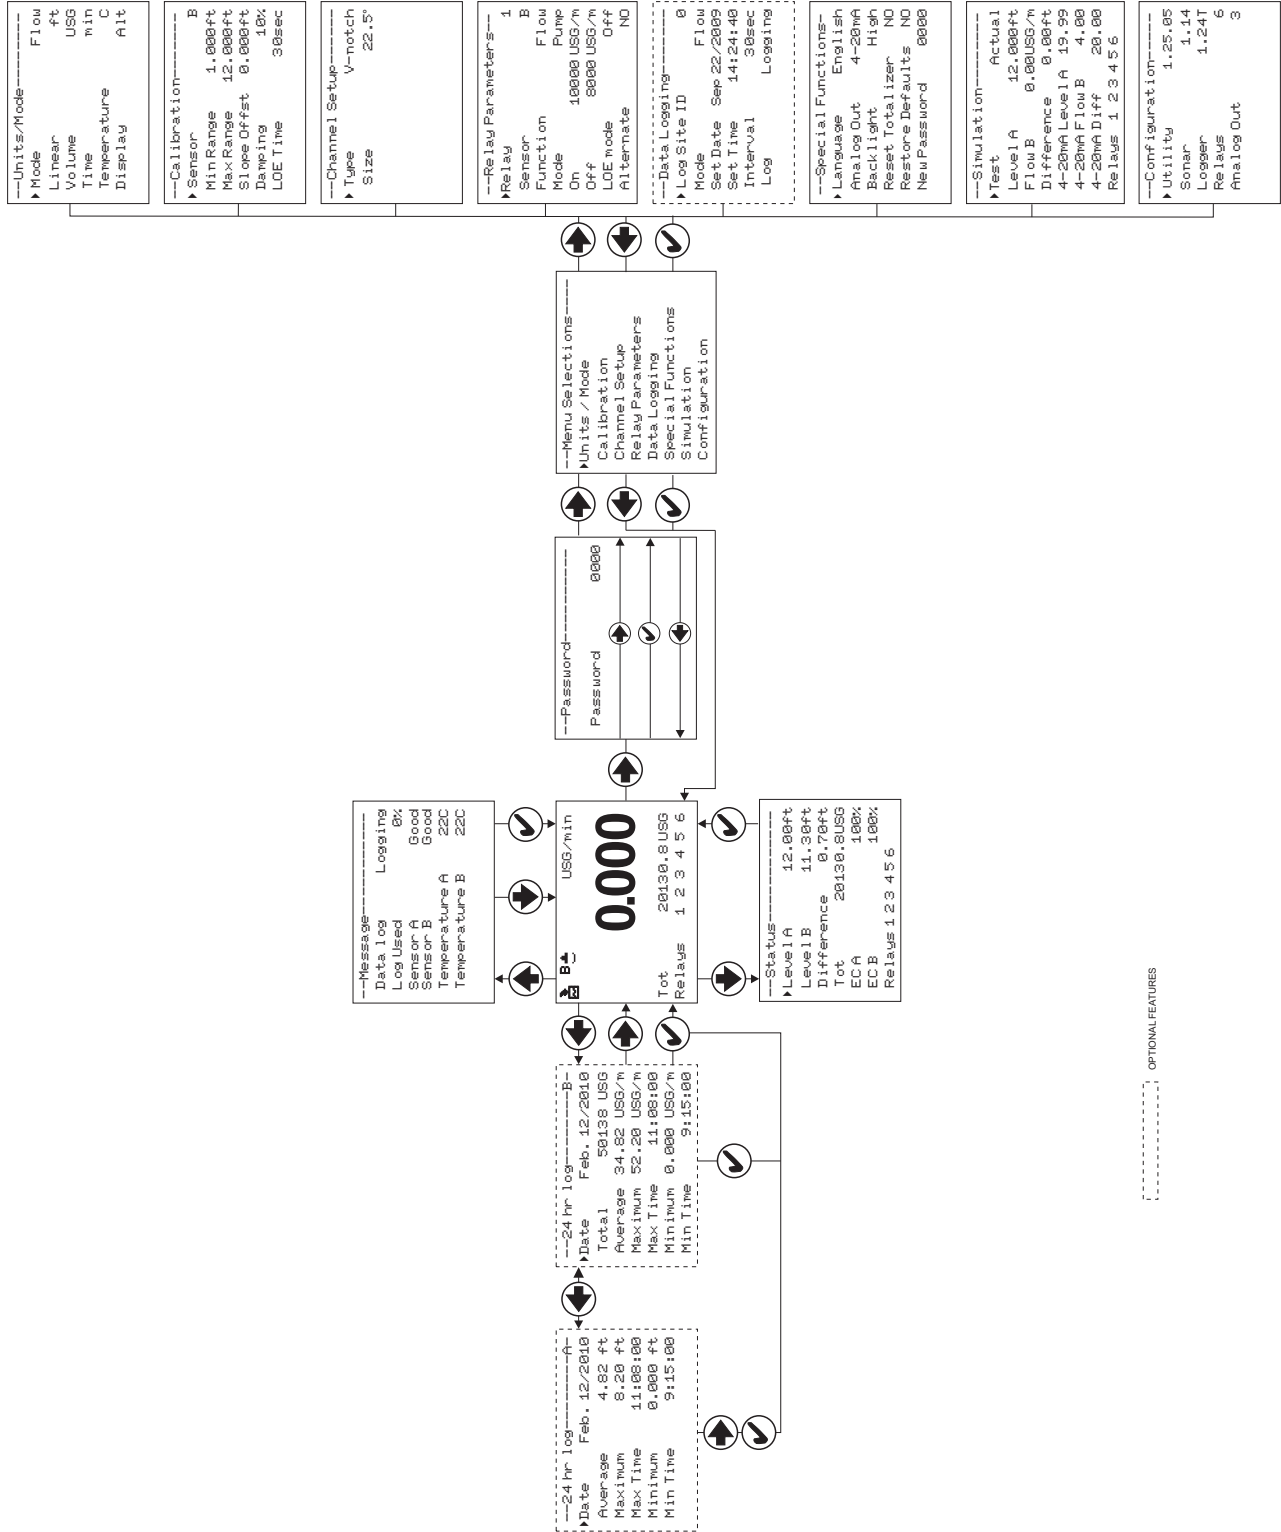 --24 hr log---------A-
▶Date Feb. 12/2010
Average 4.82 ft
Maximum 8.20 ft
Max Time 11:08:00
Minimum 0.000 ft
Min Time 9:15:00
--24 hr log---------B-
▶Date Feb. 12/2010
Total 50138 USG
Average 34.82 USG/m
Maximum 52.20 USG/m
Max Time 11:08:00
Minimum 0.000 USG/m
Min Time 9:15:00
--Message--------------
Data log Logging
Log Used 0%
Sensor A Good
Sensor B Good
Temperature A 22C
Temperature B 22C
B USG/min
0.000
Tot 20130.8 USG
Relays 1 2 3 4 5 6
--Status---------------
▶Level A 12.00ft
Level B 11.30ft
Difference 0.70ft
Tot 20130.8USG
EC A 100%
EC B 100%
Relays 1 2 3 4 5 6
--Password-------------
Password 0000
--Menu Selections-----
▶Units / Mode
Calibration
Channel Setup
Relay Parameters
Data Logging
Special Functions
Simulation
Configuration
--Units/Mode----------
▶Mode Flow
Linear ft
Volume USG
Time min
Temperature C
Display Alt
--Calibration---------
▶Sensor B
Min Range 1.000ft
Max Range 12.000ft
Slope Offst 0.000ft
Damping 10%
LOE Time 30sec
--Channel Setup------
▶Type V-notch
Size 22.5°
--Relay Parameters--
▶Relay 1
Sensor B
Function Flow
Mode Pump
On 10000 USG/m
Off 8000 USG/m
LOE mode Off
Alternate NO
--Data Logging-------
▶Log Site ID 0
Mode Flow
Set Date Sep 22/2009
Set Time 14:24:40
Interval 30sec
Log Logging
--Special Functions-
▶Language English
Analog Out 4-20mA
Backlight High
Reset Totalizer NO
Restore Defaults NO
New Password 0000
--Simulation----------
▶Test Actual
Level A 12.000ft
Flow B 0.00USG/m
Difference 0.00ft
4-20mA Level A 19.99
4-20mA Flow B 4.00
4-20mA Diff 20.00
Relays 1 2 3 4 5 6
--Configuration-----
▶Utility 1.25.05
Sonar 1.14
Logger 1.24T
Relays 6
Analog Out 3
OPTIONAL FEATURES